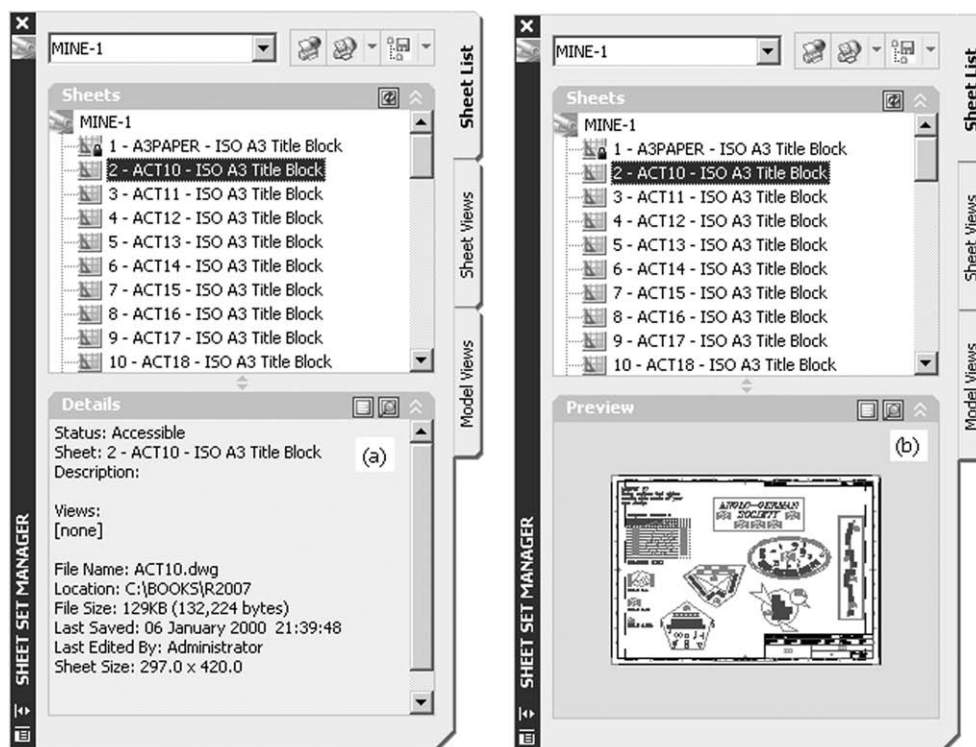 MINE-1
Sheets
MINE-1
1 - A3PAPER - ISO A3 Title Block
2 - ACT10 - ISO A3 Title Block
3 - ACT11 - ISO A3 Title Block
4 - ACT12 - ISO A3 Title Block
5 - ACT13 - ISO A3 Title Block
6 - ACT14 - ISO A3 Title Block
7 - ACT15 - ISO A3 Title Block
8 - ACT16 - ISO A3 Title Block
9 - ACT17 - ISO A3 Title Block
10 - ACT18 - ISO A3 Title Block
Details
Status: Accessible
Sheet: 2 - ACT10 - ISO A3 Title Block
(a)
Description:
Views:
[none]
File Name: ACT10.dwg
Location: C:\BOOKS\R2007
File Size: 129KB (132,224 bytes)
Last Saved: 06 January 2000 21:39:48
Last Edited By: Administrator
Sheet Size: 297.0 x 420.0
SHEET SET MANAGER
Sheet List
Sheet Views
Model Views
MINE-1
Sheets
MINE-1
1 - A3PAPER - ISO A3 Title Block
2 - ACT10 - ISO A3 Title Block
3 - ACT11 - ISO A3 Title Block
4 - ACT12 - ISO A3 Title Block
5 - ACT13 - ISO A3 Title Block
6 - ACT14 - ISO A3 Title Block
7 - ACT15 - ISO A3 Title Block
8 - ACT16 - ISO A3 Title Block
9 - ACT17 - ISO A3 Title Block
10 - ACT18 - ISO A3 Title Block
Preview
(b)
ANGLO-GERMAN
SOCIETY
SHEET SET MANAGER
Sheet List
Sheet Views
Model Views